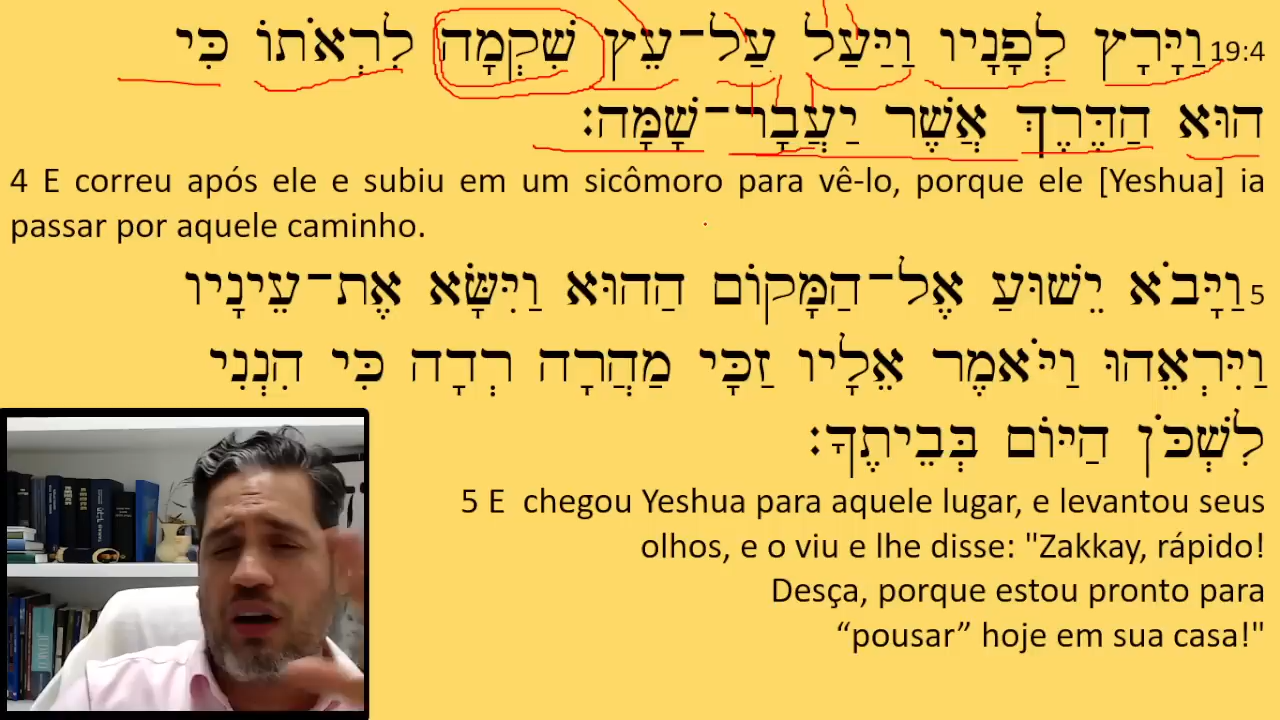 19:4 וַיָּרָץ לְפָנָיו וַיַּעַל עַל־עֵץ שִׁקְמָה לִרְאֹתוֹ כִּי
הוּא הַדֶּרֶךְ אֲשֶׁר יַעֲבָר־שָׁמָּה׃
4 E correu após ele e subiu em um sicômoro para vê-lo, porque ele [Yeshua] ia
passar por aquele caminho.
5 וַיָּבֹא יֵשׁוּעַ אֶל־הַמָּקוֹם הַהוּא וַיִּשָּׂא אֶת־עֵינָיו
וַיִּרְאֵהוּ וַיֹּאמֶר אֵלָיו זַכָּי מַהֲרָה רְדָה כִּי הִנְנִי
לִשְׁכֹּן הַיּוֹם בְּבֵיתֶךָ׃
5 E chegou Yeshua para aquele lugar, e levantou seus
olhos, e o viu e lhe disse: "Zakkay, rápido!
Desça, porque estou pronto para
“pousar” hoje em sua casa!"